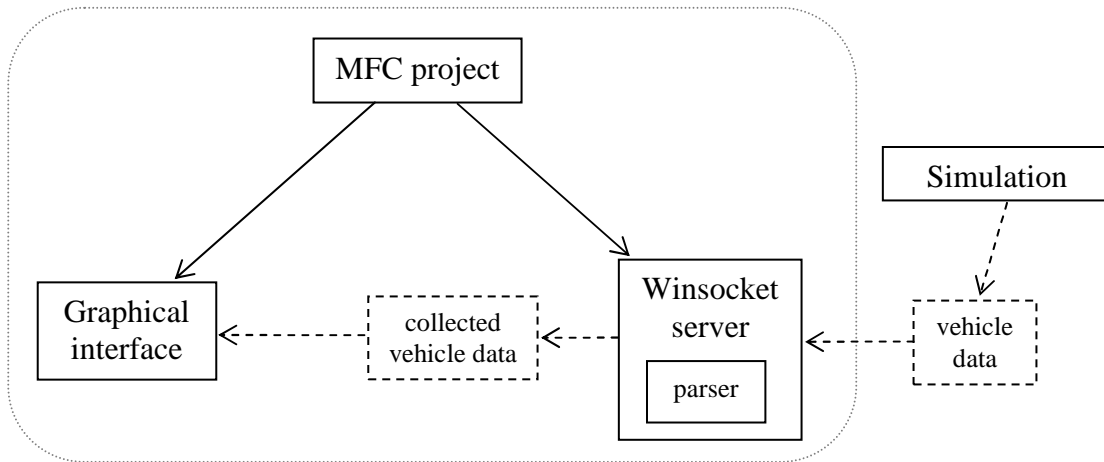 MFC project
Simulation
Graphical
interface
collected
vehicle data
Winsocket
server
parser
vehicle
data